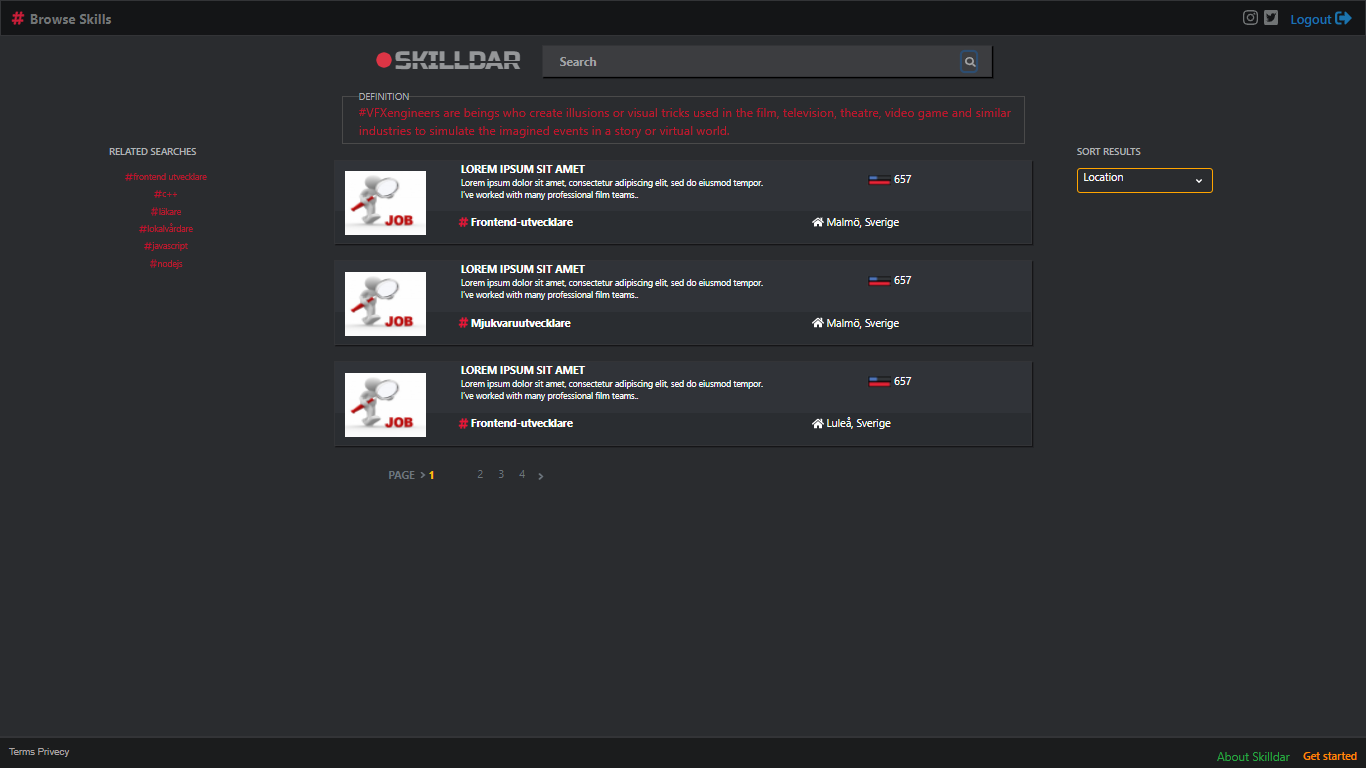 # Browse Skills
Logout
SKILLDAR
Search
DEFINITION
#VFXengineers are beings who create illusions or visual tricks used in the film, television, theatre, video game and similar
industries to simulate the imagined events in a story or virtual world.
RELATED SEARCHES
#frontend utvecklare
#c++
#läkare
#lokalvårdare
#javascript
#nodejs
SORT RESULTS
Location
LOREM IPSUM SIT AMET
Lorem ipsum dolor sit amet, consectetur adipiscing elit, sed do eiusmod tempor.
I've worked with many professional film teams..
657
JOB
# Frontend-utvecklare
Malmö, Sverige
LOREM IPSUM SIT AMET
Lorem ipsum dolor sit amet, consectetur adipiscing elit, sed do eiusmod tempor.
I've worked with many professional film teams..
657
JOB
# Mjukvaruutvecklare
Malmö, Sverige
LOREM IPSUM SIT AMET
Lorem ipsum dolor sit amet, consectetur adipiscing elit, sed do eiusmod tempor.
I've worked with many professional film teams..
657
JOB
# Frontend-utvecklare
Luleå, Sverige
PAGE > 1 2 3 4 >
Terms Privecy
About Skilldar
Get started